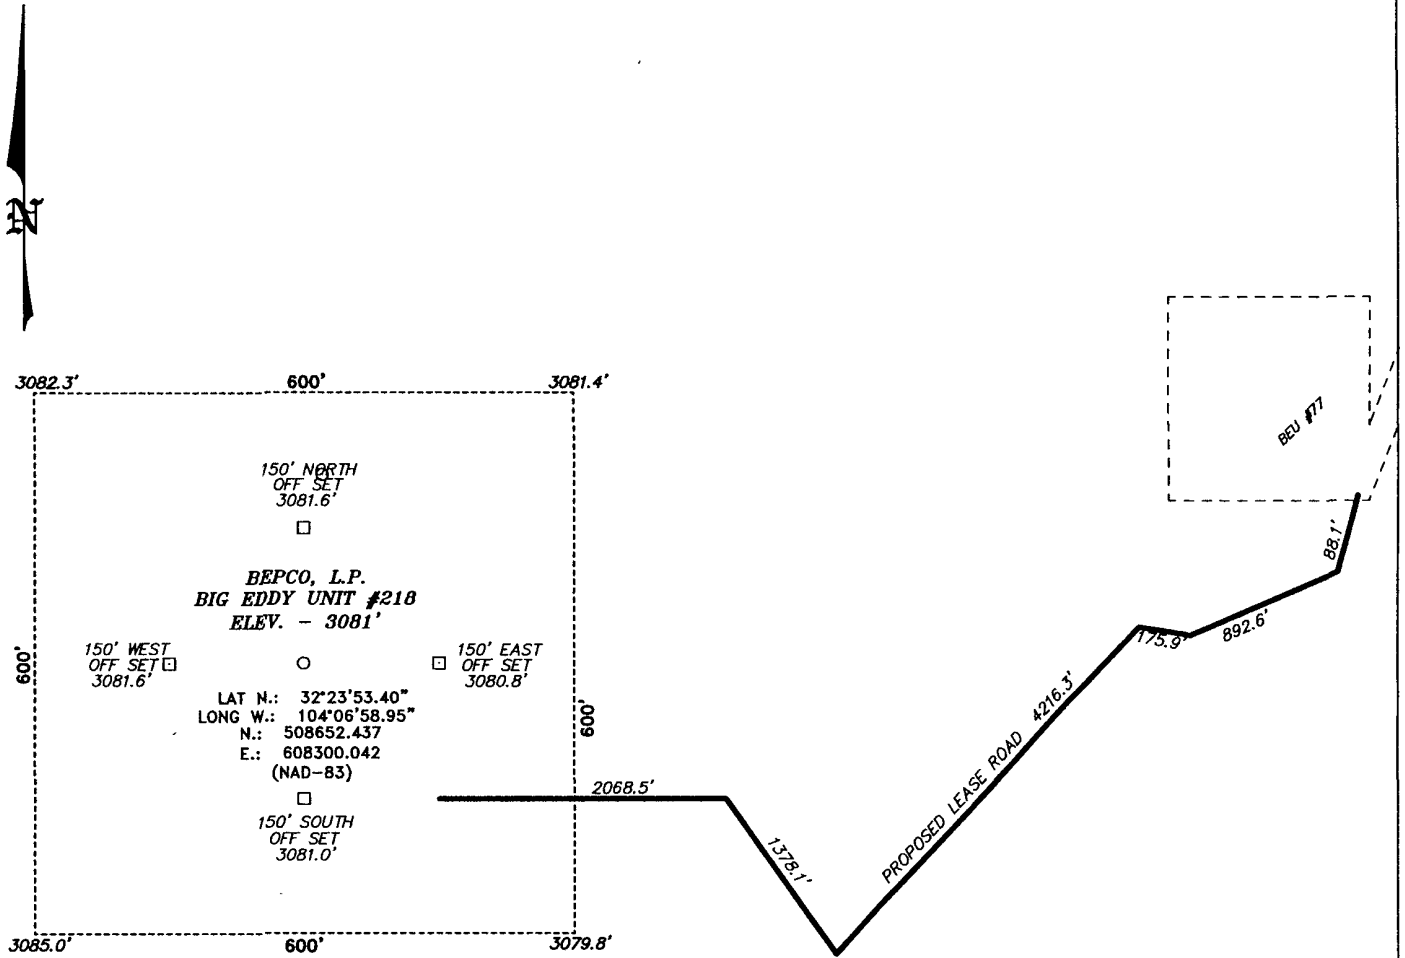 N
3082.3'
600'
3081.4'
150' NORTH
OFF SET
3081.6'
BEPCO, L.P.
BIG EDDY UNIT #218
ELEV. - 3081'
150' WEST
OFF SET
3081.6'
150' EAST
OFF SET
3080.8'
600'
600'
LAT N.: 32°23'53.40"
LONG W.: 104°06'58.95"
N.: 508652.437
E.: 608300.042
(NAD-83)
150' SOUTH
OFF SET
3081.0'
3085.0'
600'
3079.8'
2068.5'
1378.1'
PROPOSED LEASE ROAD 4216.3'
175.9'
892.6'
88.1'
BEU #77